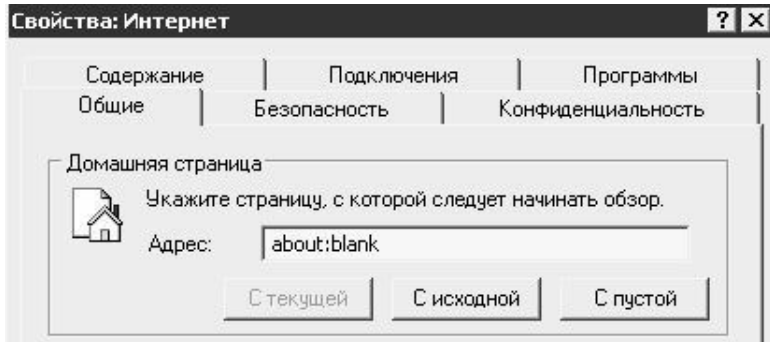 Свойства: Интернет ? X
Содержание Подключения Программы
Общие Безопасность Конфиденциальность
Домашняя страница
Укажите страницу, с которой следует начинать обзор.
Адрес: about:blank
С текущей С исходной С пустой